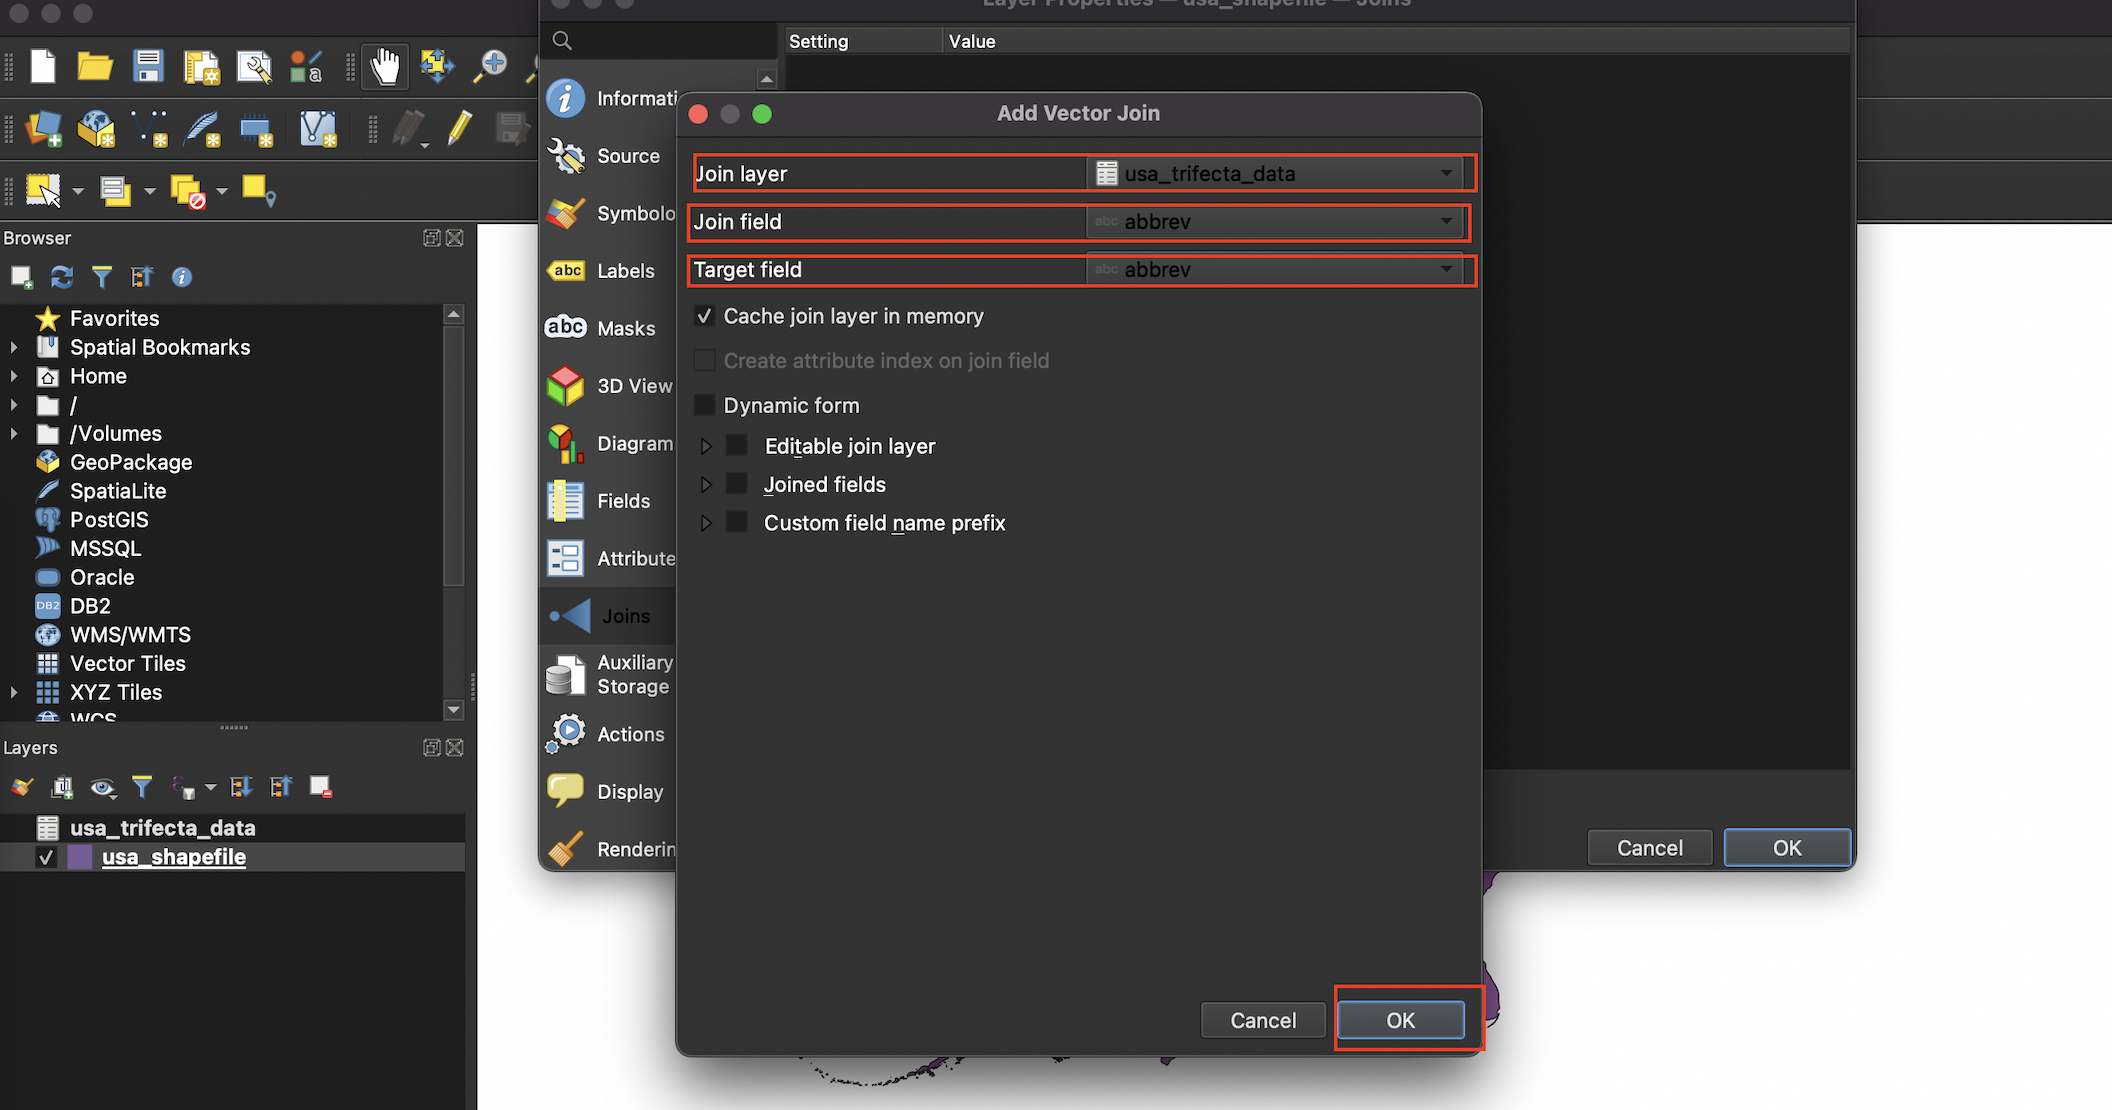 Layer Properties — usa_shapefile — Joins
Setting
Value
Information
Source
Symbolo
Labels
abc
Masks
abc
3D View
Diagram
Fields
Attribute
Joins
Auxiliary
Storage
Actions
Display
Renderin
Cancel
OK
Add Vector Join
Join layer
usa_trifecta_data
Join field
abc abbrev
Target field
abc abbrev
Cache join layer in memory
Create attribute index on join field
Dynamic form
Editable join layer
Joined fields
Custom field name prefix
Cancel
OK
Browser
Favorites
Spatial Bookmarks
Home
/
/Volumes
GeoPackage
SpatiaLite
PostGIS
MSSQL
Oracle
DB2 DB2
WMS/WMTS
Vector Tiles
XYZ Tiles
WCS
Layers
usa_trifecta_data
usa_shapefile